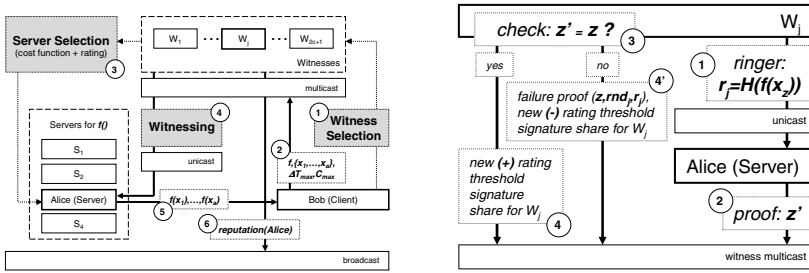 Server Selection
(cost function + rating)
3
W1 ··· Wj ··· W2c+1
Witnesses
multicast
Servers for f()
S1
S2
Alice (Server)
S4
4
Witnessing
unicast
1
Witness
Selection
2
f,{x1,…,xa},
ΔTmax,Cmax
f(x1),…,f(xa)
5
Bob (Client)
6
reputation(Alice)
broadcast
Wj
check: z' = z ?
3
yes
no
4'
failure proof (z,rndj,rj),
new (-) rating threshold
signature share for Wj
new (+) rating
threshold
signature
share for Wj
4
1
ringer:
rj=H(f(xz))
unicast
Alice (Server)
2
proof: z'
witness multicast